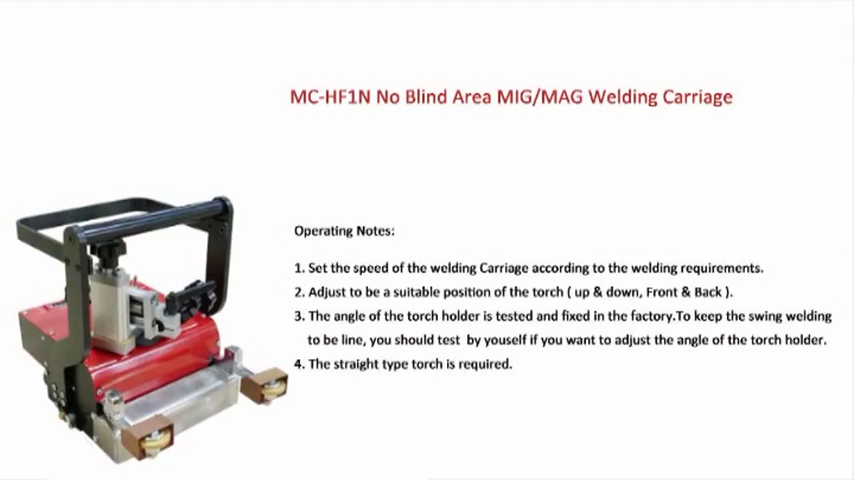 MC-HF1N No Blind Area MIG/MAG Welding Carriage
Operating Notes:
1. Set the speed of the welding Carriage according to the welding requirements.
2. Adjust to be a suitable position of the torch ( up & down, Front & Back ).
3. The angle of the torch holder is tested and fixed in the factory.To keep the swing welding
to be line, you should test by youself if you want to adjust the angle of the torch holder.
4. The straight type torch is required.